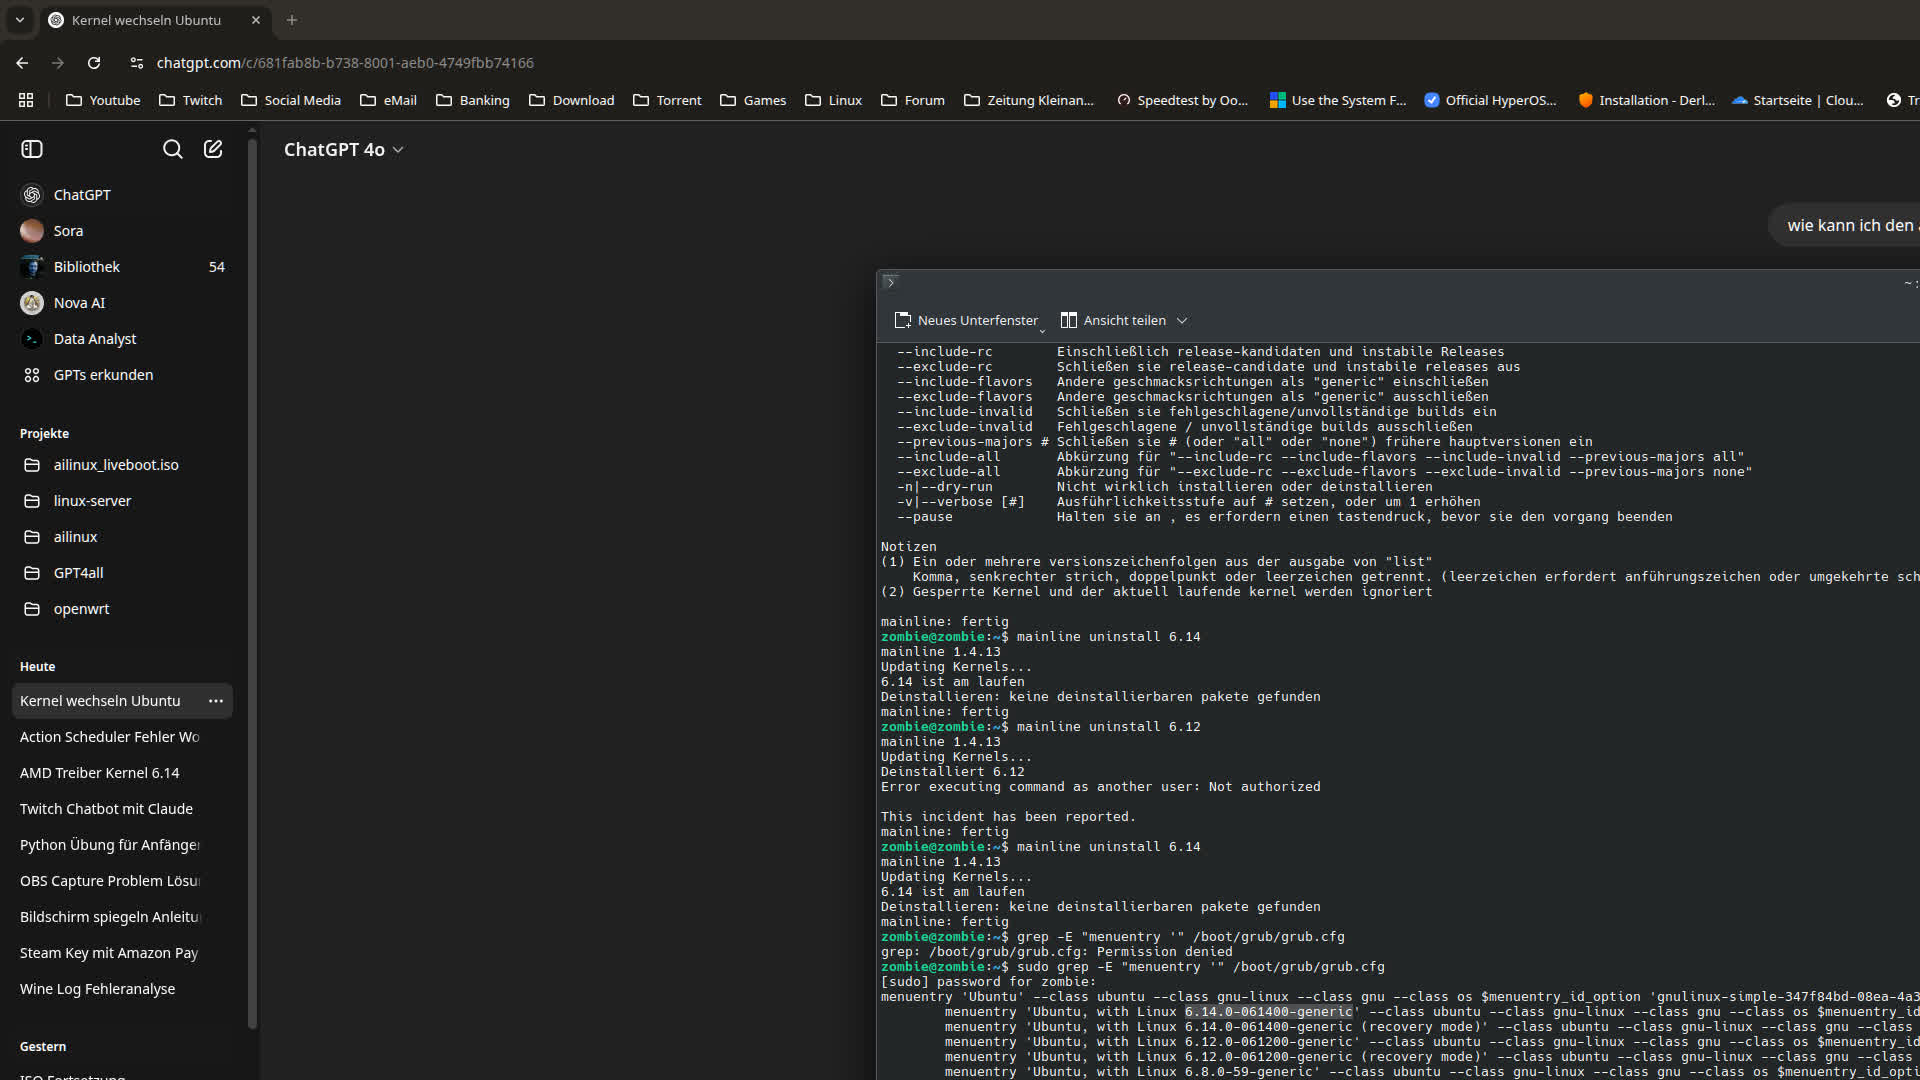 Kernel wechseln Ubuntu
chatgpt.com/c/681fab8b-b738-8001-aeb0-4749fbb74166
Youtube Twitch Social Media eMail Banking Download Torrent Games Linux Forum Zeitung Kleinan... Speedtest by Oo... Use the System F... Official HyperOS... Installation - Derl... Startseite | Clou... Tr
ChatGPT 4o
ChatGPT
Sora
Bibliothek 54
Nova AI
Data Analyst
GPTs erkunden
Projekte
ailinux_liveboot.iso
linux-server
ailinux
GPT4all
openwrt
Heute
Kernel wechseln Ubuntu
Action Scheduler Fehler Wo
AMD Treiber Kernel 6.14
Twitch Chatbot mit Claude
Python Übung für Anfänger
OBS Capture Problem Lösu
Bildschirm spiegeln Anleitu
Steam Key mit Amazon Pay
Wine Log Fehleranalyse
Gestern
ISO Fortsetzung
wie kann ich den
~ :
Neues Unterfenster Ansicht teilen
--include-rc Einschließlich release-kandidaten und instabile Releases
--exclude-rc Schließen sie release-candidate und instabile releases aus
--include-flavors Andere geschmacksrichtungen als "generic" einschließen
--exclude-flavors Andere geschmacksrichtungen als "generic" ausschließen
--include-invalid Schließen sie fehlgeschlagene/unvollständige builds ein
--exclude-invalid Fehlgeschlagene / unvollständige builds ausschließen
--previous-majors # Schließen sie # (oder "all" oder "none") frühere hauptversionen ein
--include-all Abkürzung für "--include-rc --include-flavors --include-invalid --previous-majors all"
--exclude-all Abkürzung für "--exclude-rc --exclude-flavors --exclude-invalid --previous-majors none"
-n|--dry-run Nicht wirklich installieren oder deinstallieren
-v|--verbose [#] Ausführlichkeitsstufe auf # setzen, oder um 1 erhöhen
--pause Halten sie an , es erfordern einen tastendruck, bevor sie den vorgang beenden
Notizen
(1) Ein oder mehrere versionszeichenfolgen aus der ausgabe von "list"
Komma, senkrechter strich, doppelpunkt oder leerzeichen getrennt. (leerzeichen erfordert anführungszeichen oder umgekehrte sch
(2) Gesperrte Kernel und der aktuell laufende kernel werden ignoriert
mainline: fertig
zombie@zombie:~$ mainline uninstall 6.14
mainline 1.4.13
Updating Kernels...
6.14 ist am laufen
Deinstallieren: keine deinstallierbaren pakete gefunden
mainline: fertig
zombie@zombie:~$ mainline uninstall 6.12
mainline 1.4.13
Updating Kernels...
Deinstalliert 6.12
Error executing command as another user: Not authorized
This incident has been reported.
mainline: fertig
zombie@zombie:~$ mainline uninstall 6.14
mainline 1.4.13
Updating Kernels...
6.14 ist am laufen
Deinstallieren: keine deinstallierbaren pakete gefunden
mainline: fertig
zombie@zombie:~$ grep -E "menuentry '" /boot/grub/grub.cfg
grep: /boot/grub/grub.cfg: Permission denied
zombie@zombie:~$ sudo grep -E "menuentry '" /boot/grub/grub.cfg
[sudo] password for zombie:
menuentry 'Ubuntu' --class ubuntu --class gnu-linux --class gnu --class os $menuentry_id_option 'gnulinux-simple-347f84bd-08ea-4a3
menuentry 'Ubuntu, with Linux 6.14.0-061400-generic' --class ubuntu --class gnu-linux --class gnu --class os $menuentry_id
menuentry 'Ubuntu, with Linux 6.14.0-061400-generic (recovery mode)' --class ubuntu --class gnu-linux --class gnu --class
menuentry 'Ubuntu, with Linux 6.12.0-061200-generic' --class ubuntu --class gnu-linux --class gnu --class os $menuentry_id
menuentry 'Ubuntu, with Linux 6.12.0-061200-generic (recovery mode)' --class ubuntu --class gnu-linux --class gnu --class
menuentry 'Ubuntu, with Linux 6.8.0-59-generic' --class ubuntu --class gnu-linux --class gnu --class os $menuentry_id_opti